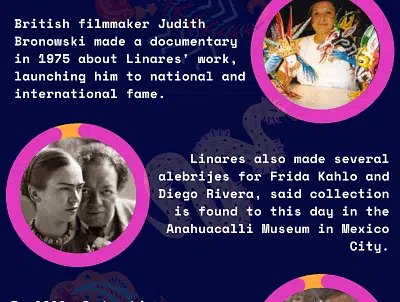 British filmmaker Judith
Bronowski made a documentary
in 1975 about Linares’ work,
launching him to national and
international fame.
Linares also made several
alebrijes for Frida Kahlo and
Diego Rivera, said collection
is found to this day in the
Anahuacalli Museum in Mexico
City.